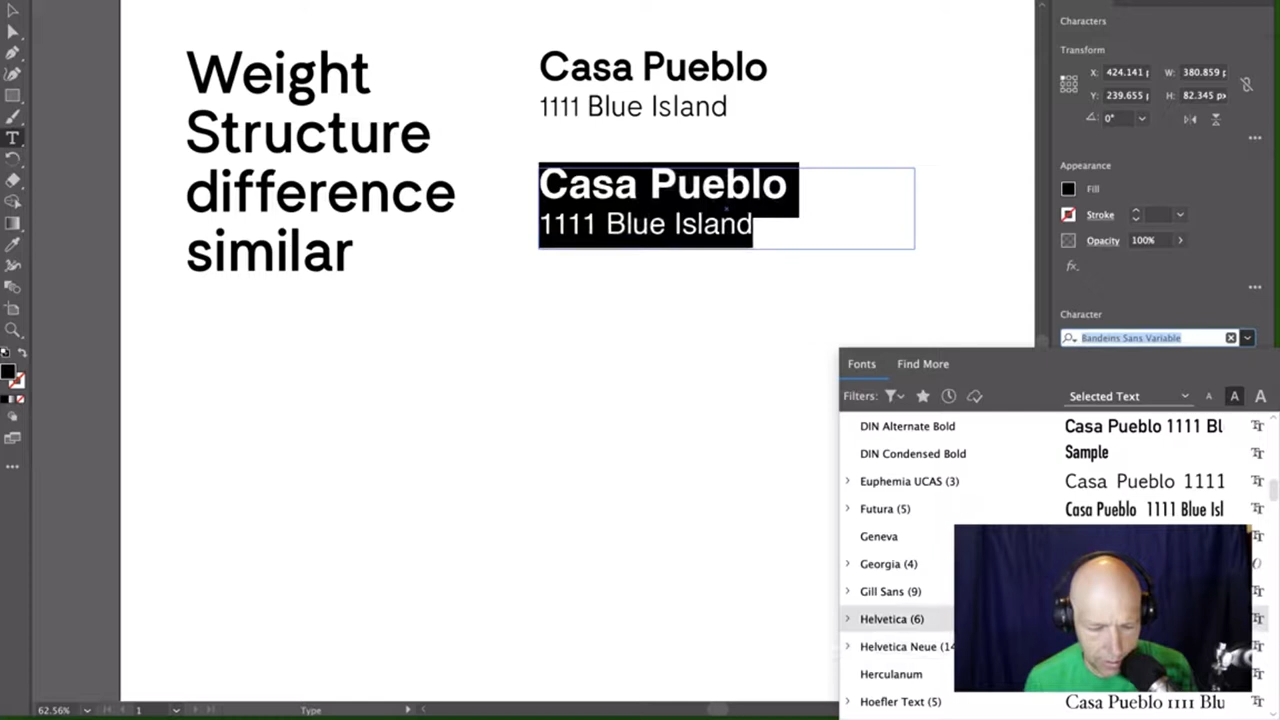 Weight
Structure
difference
similar
Casa Pueblo
1111 Blue Island
Casa Pueblo
1111 Blue Island
Characters
Transform
X: 424.141 W: 380.859
Y: 239.655 H: 82.345 px
0°
Appearance
Fill
Stroke
Opacity 100%
fx
Character
Bandeins Sans Variable
Fonts Find More
Filters: Selected Text A A A
DIN Alternate Bold Casa Pueblo 1111 Bl
DIN Condensed Bold Sample
Euphemia UCAS (3) Casa Pueblo 1111
Futura (5) Casa Pueblo 1111 Blue Isl
Geneva
Georgia (4)
Gill Sans (9)
Helvetica (6)
Helvetica Neue (14
Herculanum
Hoefler Text (5) Casa Pueblo 1111 Blu
62.56% 1 Type